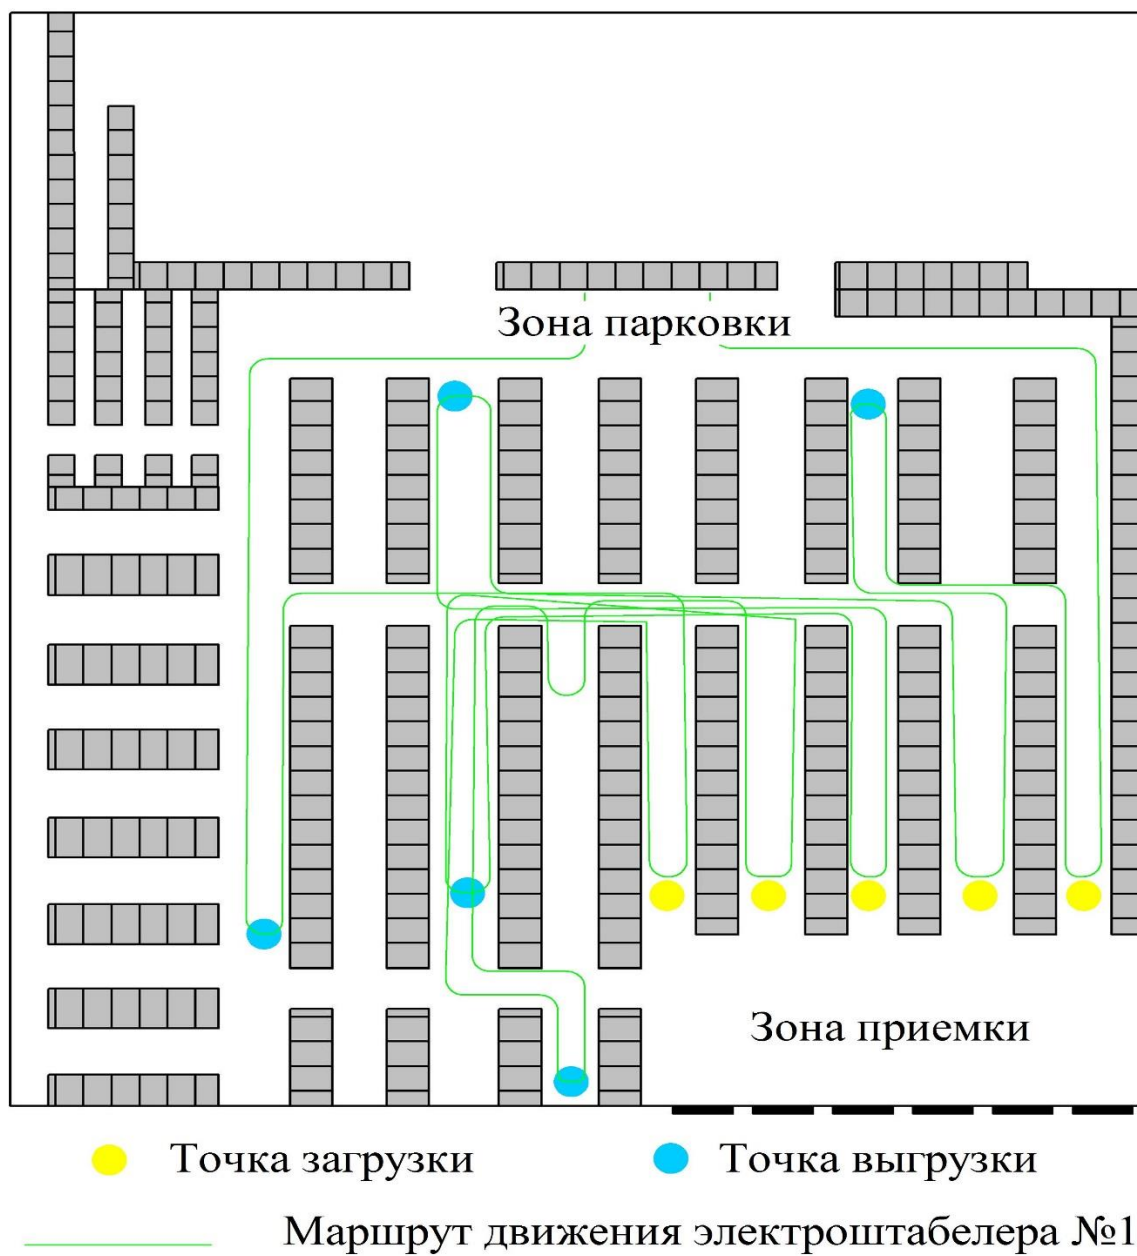 Зона парковки
Зона приемки
Точка загрузки
Точка выгрузки
Маршрут движения электроштабелера №1